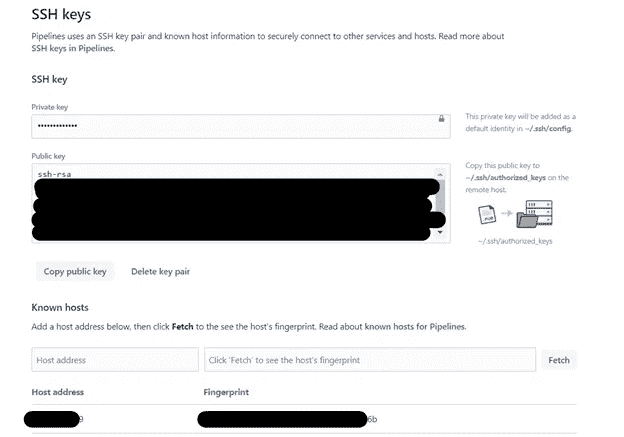 SSH keys
Pipelines uses an SSH key pair and known host information to securely connect to other services and hosts. Read more about
SSH keys in Pipelines.
SSH key
Private key
•••••••••••••
This private key will be added as a
default identity in ~/.ssh/config.
Public key
ssh-rsa
Copy this public key to
~/.ssh/authorized_keys on the
remote host.
~/.ssh/authorized_keys
Copy public key
Delete key pair
Known hosts
Add a host address below, then click Fetch to the see the host's fingerprint. Read about known hosts for Pipelines.
Host address
Click 'Fetch' to see the host's fingerprint
Fetch
Host address Fingerprint
9 6b